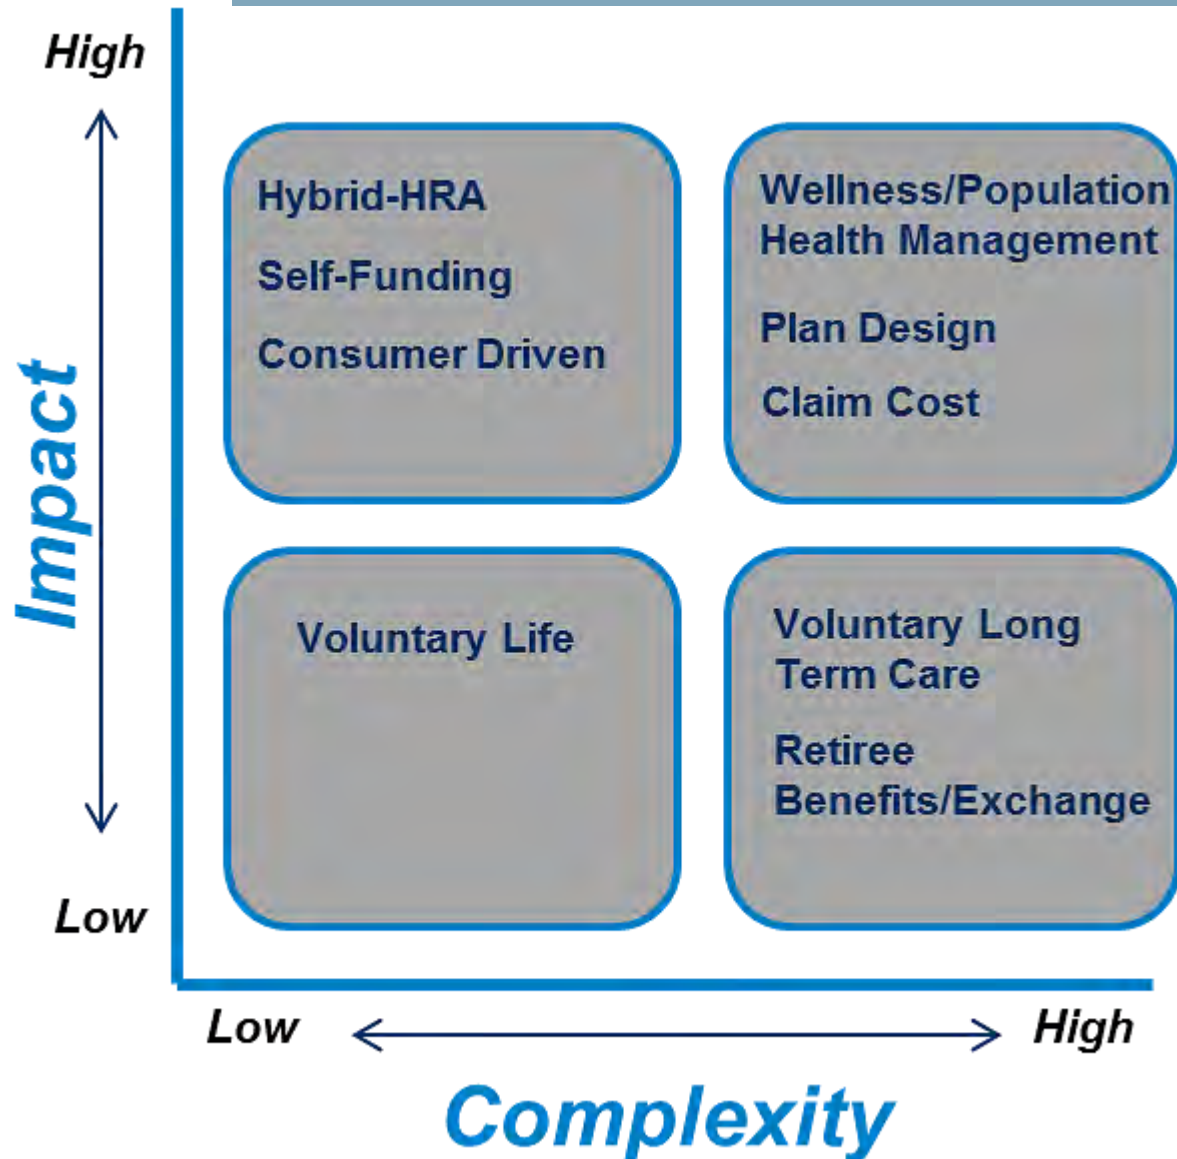 High
Hybrid-HRA
Self-Funding
Consumer Driven
Wellness/Population
Health Management
Plan Design
Claim Cost
Impact
Voluntary Life
Voluntary Long
Term Care
Retiree
Benefits/Exchange
Low
Low
High
Complexity